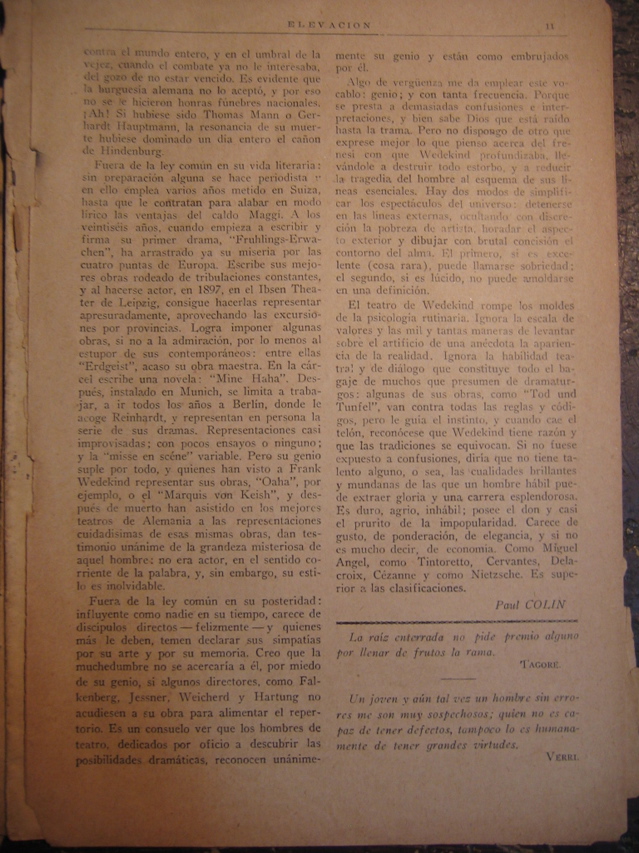 ELEVACION 11
contra el mundo entero, y en el umbral de la
vejez, cuando el combate ya no le interesaba,
del gozo de no estar vencido. Es evidente que
la burguesía alemana no lo aceptó, y por eso
no se le hicieron honras fúnebres nacionales.
¡Ah! Si hubiese sido Thomas Mann o Ger-
hardt Hauptmann, la resonancia de su muer-
te hubiese dominado un día entero el cañon
de Hindenburg.
Fuera de la ley común en su vida literaria:
sin preparación alguna se hace periodista y
en ello emplea varios años metido en Suiza,
hasta que le contratan para alabar en modo
lírico las ventajas del caldo Maggi. A los
veintiséis años, cuando empieza a escribir y
firma su primer drama, "Fruhlings-Erwa-
chen", ha arrastrado ya su miseria por las
cuatro puntas de Europa. Escribe sus mejo-
res obras rodeado de tribulaciones constantes,
y al hacerse actor, en 1897, en el Ibsen Thea-
ter de Leipzig, consigue hacerlas representar
apresuradamente, aprovechando las excursio-
nes por provincias. Logra imponer algunas
obras, si no a la admiración, por lo menos al
estupor de sus contemporáneos: entre ellas
"Erdgeist", acaso su obra maestra. En la cár-
cel escribe una novela: "Mine Haha". Des-
pués, instalado en Munich, se limita a traba-
jar, a ir todos los años a Berlín, donde le
acoge Reinhardt, y representan en persona la
serie de sus dramas. Representaciones casi
improvisadas; con pocos ensayos o ninguno;
y la "misse en scéne" variable. Pero su genio
suple por todo, y quienes han visto a Frank
Wedekind representar sus obras, "Oaha", por
ejemplo, o el "Marquis von Keish", y des-
pués de muerto han asistido en los mejores
teatros de Alemania a las representaciones
cuidadísimas de esas mismas obras, dan tes-
timonio unánime de la grandeza misteriosa de
aquel hombre: no era actor, en el sentido co-
rriente de la palabra, y, sin embargo, su esti-
lo es inolvidable.
Fuera de la ley común en su posteridad:
influyente como nadie en su tiempo, carece de
discípulos directos—felizmente—y quienes
más le deben, temen declarar sus simpatías
por su arte y por su memoria. Creo que la
muchedumbre no se acercaría a él, por miedo
de su genio, si algunos directores, como Fal-
kenberg, Jessner, Weicherd y Hartung no
acudiesen a su obra para alimentar el reper-
torio. Es un consuelo ver que los hombres de
teatro, dedicados por oficio a descubrir las
posibilidades dramáticas, reconocen unánime-
mente su genio y están como embrujados
por él.
Algo de vergüenza me da emplear este vo-
cablo: genio; y con tanta frecuencia. Porque
se presta a demasiadas confusiones e inter-
pretaciones, y bien sabe Dios que está raído
hasta la trama. Pero no dispongo de otro que
exprese mejor lo que pienso acerca del fre-
nesí con que Wedekind profundizaba, lle-
vándole a destruir todo estorbo, y a reducir
la tragedia del hombre al esquema de sus lí-
neas esenciales. Hay dos modos de simplifi-
car los espectáculos del universo: detenerse
en las líneas externas, ocultando con discre-
ción la pobreza de artista, horadar el aspec-
to exterior y dibujar con brutal concisión el
contorno del alma. El primero, si es exce-
lente (cosa rara), puede llamarse sobriedad;
el segundo, si es lúcido, no puede amoldarse
en una definición.
El teatro de Wedekind rompe los moldes
de la psicología rutinaria. Ignora la escala de
valores y las mil y tantas maneras de levantar
sobre el artificio de una anécdota la aparien-
cia de la realidad. Ignora la habilidad tea-
tral y de diálogo que constituye todo el ba-
gaje de muchos que presumen de dramatur-
gos: algunas de sus obras, como "Tod und
Tunfel", van contra todas las reglas y códi-
gos, pero le guía el instinto, y cuando cae el
telón, reconócese que Wedekind tiene razón y
que las tradiciones se equivocan. Si no fuese
expuesto a confusiones, diría que no tiene ta-
lento alguno, o sea, las cualidades brillantes
y mundanas de las que un hombre hábil pue-
de extraer gloria y una carrera esplendorosa.
Es duro, agrio, inhábil; posee el don y casi
el prurito de la impopularidad. Carece de
gusto, de ponderación, de elegancia, y si no
es mucho decir, de economía. Como Miguel
Angel, como Tintoretto, Cervantes, Dela-
croix, Cézanne y como Nietzsche. Es supe-
rior a las clasificaciones.
Paul COLIN
La raíz enterrada no pide premio alguno
por llenar de frutos la rama.
TAGORE.
Un joven y aún tal vez un hombre sin erro-
res me son muy sospechosos; quien no es ca-
paz de tener defectos, tampoco lo es humana-
mente de tener grandes virtudes.
VERRI.